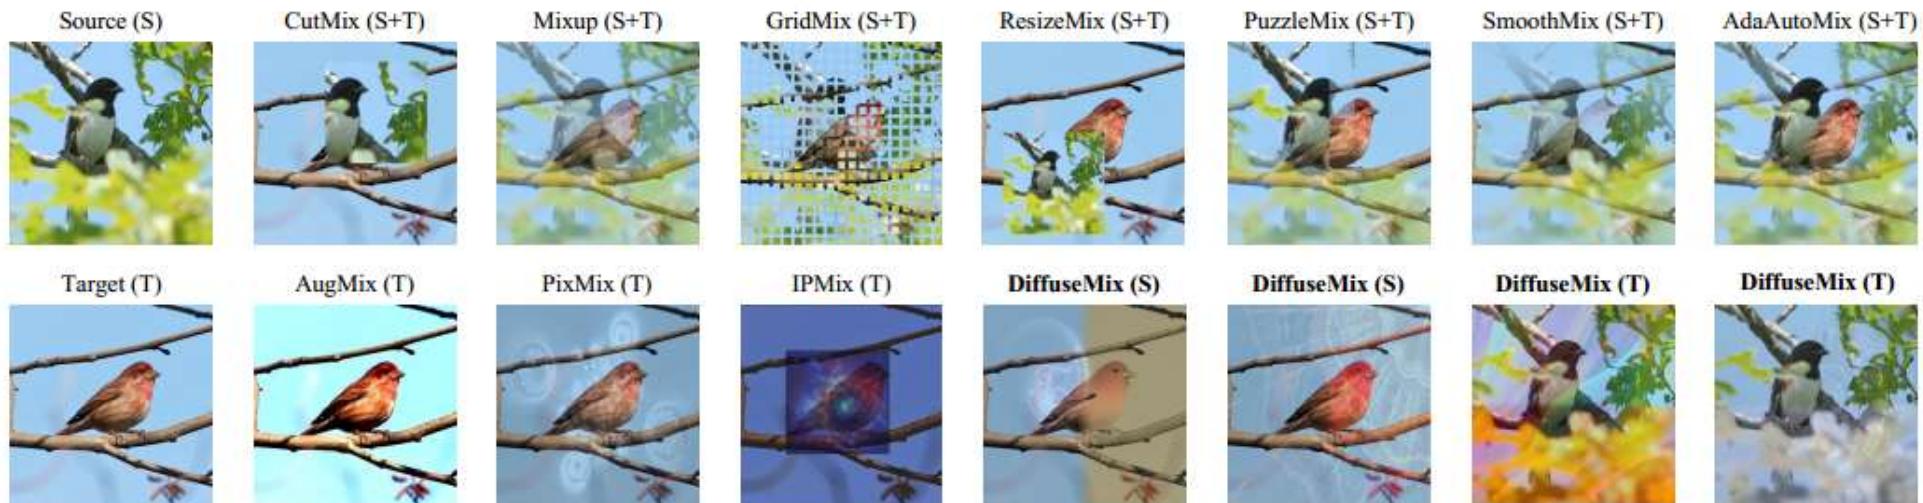 Source (S)
CutMix (S+T)
Mixup (S+T)
GridMix (S+T)
ResizeMix (S+T)
PuzzleMix (S+T)
SmoothMix (S+T)
AdaAutoMix (S+T)
Target (T)
AugMix (T)
PixMix (T)
IPMix (T)
DiffuseMix (S)
DiffuseMix (S)
DiffuseMix (T)
DiffuseMix (T)